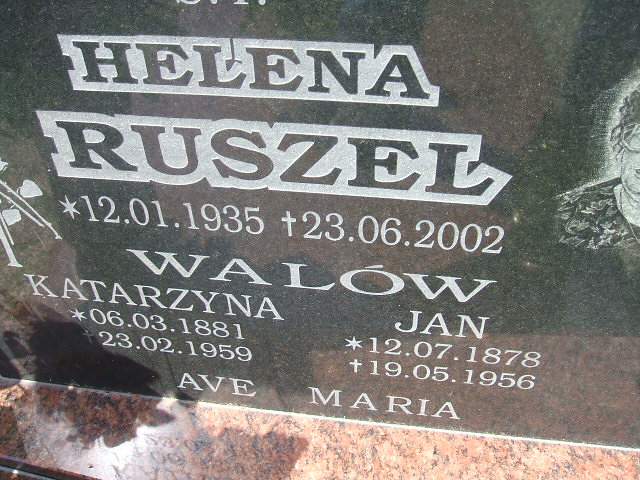 Ś.P.
HELENA
RUSZEL
*12.01.1935 †23.06.2002
WALÓW
KATARZYNA
*06.03.1881
†23.02.1959
JAN
*12.07.1878
†19.05.1956
AVE MARIA